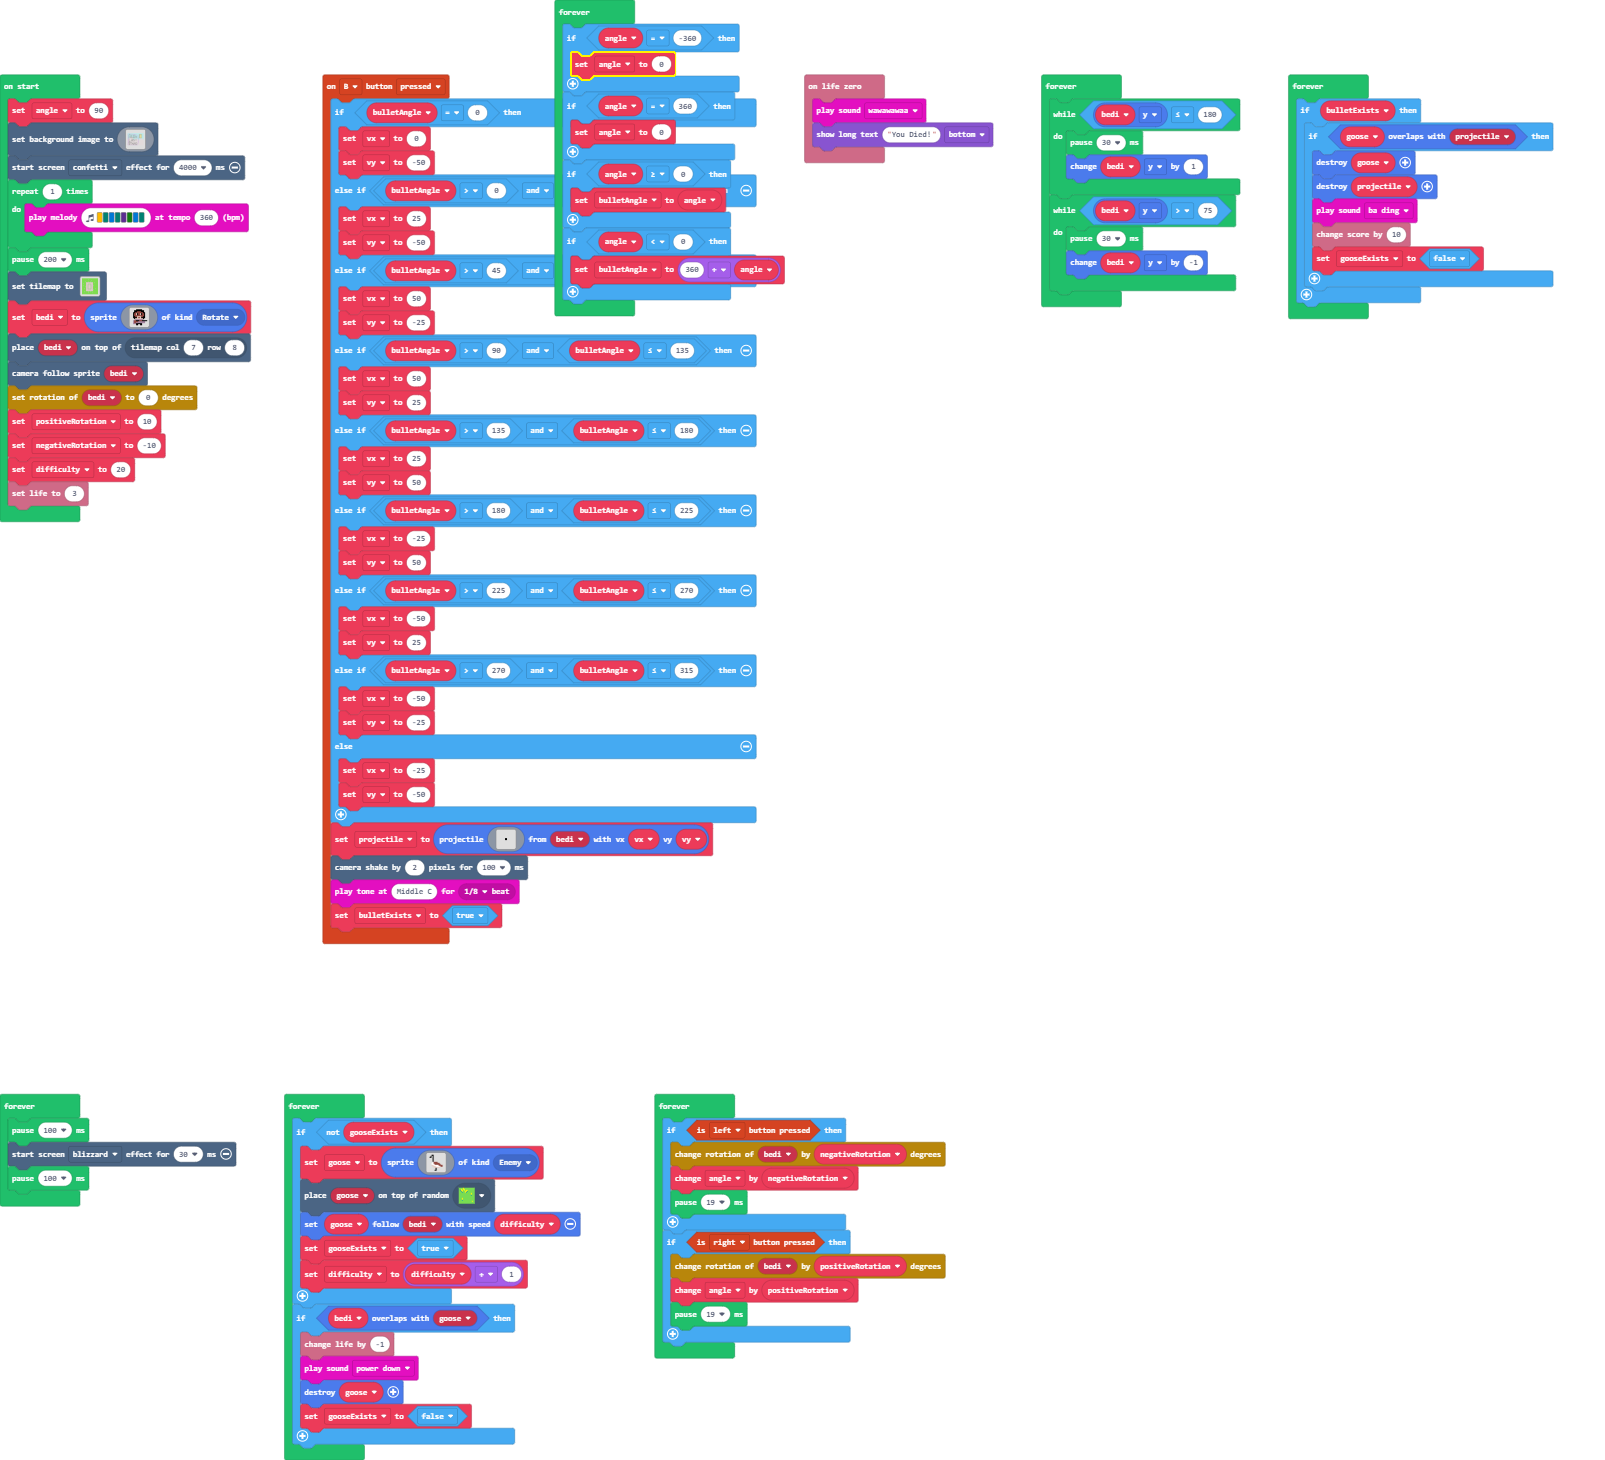 on start
set angle to 90
set background image to
start screen confetti effect for 4000 ms
repeat 1 times
do
play melody at tempo 360 (bpm)
pause 200 ms
set tilemap to
set bedi to sprite of kind Rotate
place bedi on top of tilemap col 7 row 8
camera follow sprite bedi
set rotation of bedi to 0 degrees
set positiveRotation to 10
set negativeRotation to -10
set difficulty to 20
set life to 3
on B button pressed
if bulletAngle = 0 then
set vx to 0
set vy to -50
else if bulletAngle > 0 and
set vx to 25
set vy to -50
else if bulletAngle > 45 and
set vx to 50
set vy to -25
else if bulletAngle > 90 and bulletAngle ≤ 135 then
set vx to 50
set vy to 25
else if bulletAngle > 135 and bulletAngle ≤ 180 then
set vx to 25
set vy to 50
else if bulletAngle > 180 and bulletAngle ≤ 225 then
set vx to -25
set vy to 50
else if bulletAngle > 225 and bulletAngle ≤ 270 then
set vx to -50
set vy to 25
else if bulletAngle > 270 and bulletAngle ≤ 315 then
set vx to -50
set vy to -25
else
set vx to -25
set vy to -50
set projectile to projectile from bedi with vx vx vy vy
camera shake by 2 pixels for 100 ms
play tone at Middle C for 1/8 beat
set bulletExists to true
forever
if angle = -360 then
set angle to 0
if angle = 360 then
set angle to 0
if angle ≥ 0 then
set bulletAngle to angle
if angle < 0 then
set bulletAngle to 360 + angle
on life zero
play sound wawawawaa
show long text "You Died!" bottom
forever
while bedi y ≤ 180
do
pause 30 ms
change bedi y by 1
while bedi y > 75
do
pause 30 ms
change bedi y by -1
forever
if bulletExists then
if goose overlaps with projectile then
destroy goose
destroy projectile
play sound ba ding
change score by 10
set gooseExists to false
forever
pause 100 ms
start screen blizzard effect for 30 ms
pause 100 ms
forever
if not gooseExists then
set goose to sprite of kind Enemy
place goose on top of random
set goose follow bedi with speed difficulty
set gooseExists to true
set difficulty to difficulty + 1
if bedi overlaps with goose then
change life by -1
play sound power down
destroy goose
set gooseExists to false
forever
if is left button pressed then
change rotation of bedi by negativeRotation degrees
change angle by negativeRotation
pause 19 ms
if is right button pressed then
change rotation of bedi by positiveRotation degrees
change angle by positiveRotation
pause 19 ms